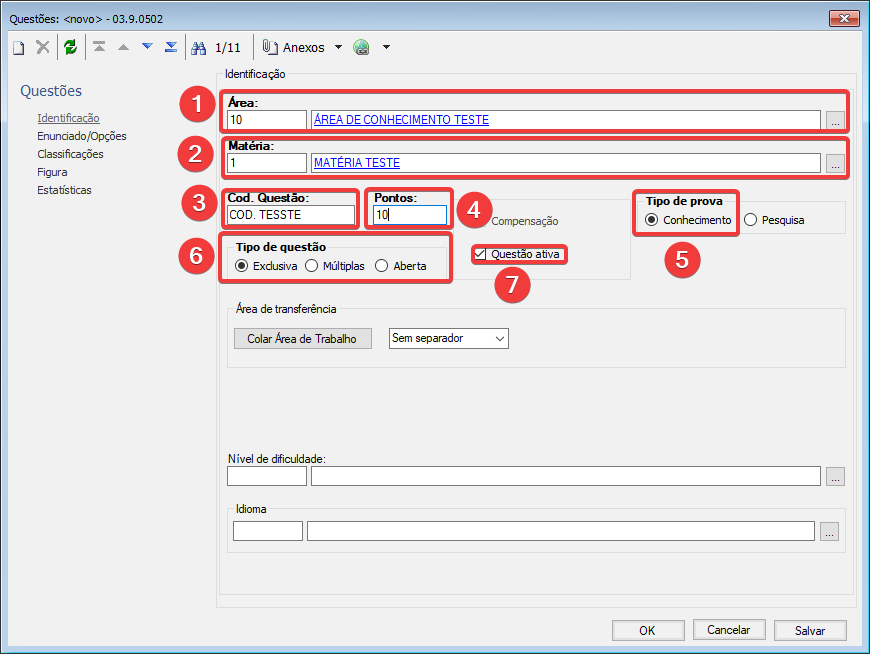 Questões: <novo> - 03.9.0502
1/11 Anexos
Questões
Identificação
Enunciado/Opções
Classificações
Figura
Estatísticas
Identificação
1 Área:
10 ÁREA DE CONHECIMENTO TESTE ...
2 Matéria:
1 MATÉRIA TESTE ...
3 Cod. Questão:
COD. TESSTE
Pontos:
10
4
Compensação
Tipo de prova
Conhecimento Pesquisa
5
6 Tipo de questão
Exclusiva Múltiplas Aberta
Questão ativa
7
Área de transferência
Colar Área de Trabalho Sem separador
Nível de dificuldade:
...
Idioma
...
OK Cancelar Salvar